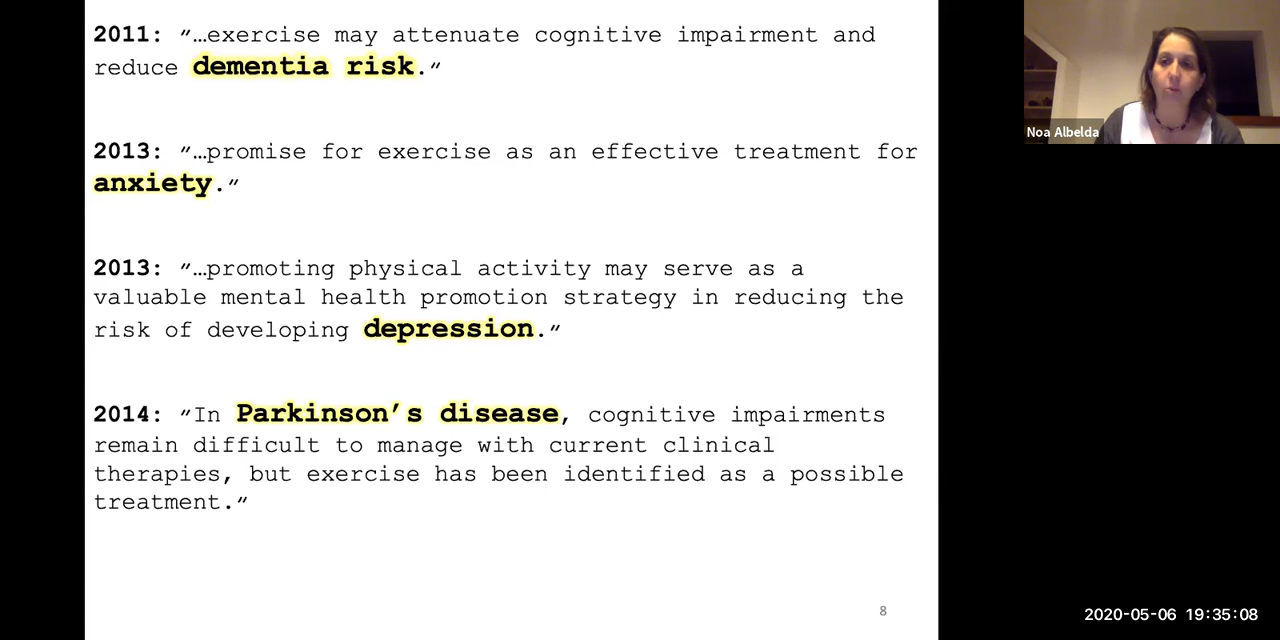 2011: "…exercise may attenuate cognitive impairment and
reduce dementia risk."
2013: "…promise for exercise as an effective treatment for
anxiety."
2013: "…promoting physical activity may serve as a
valuable mental health promotion strategy in reducing the
risk of developing depression."
2014: "In Parkinson’s disease, cognitive impairments
remain difficult to manage with current clinical
therapies, but exercise has been identified as a possible
treatment."
8
Noa Albelda
2020-05-06 19:35:08